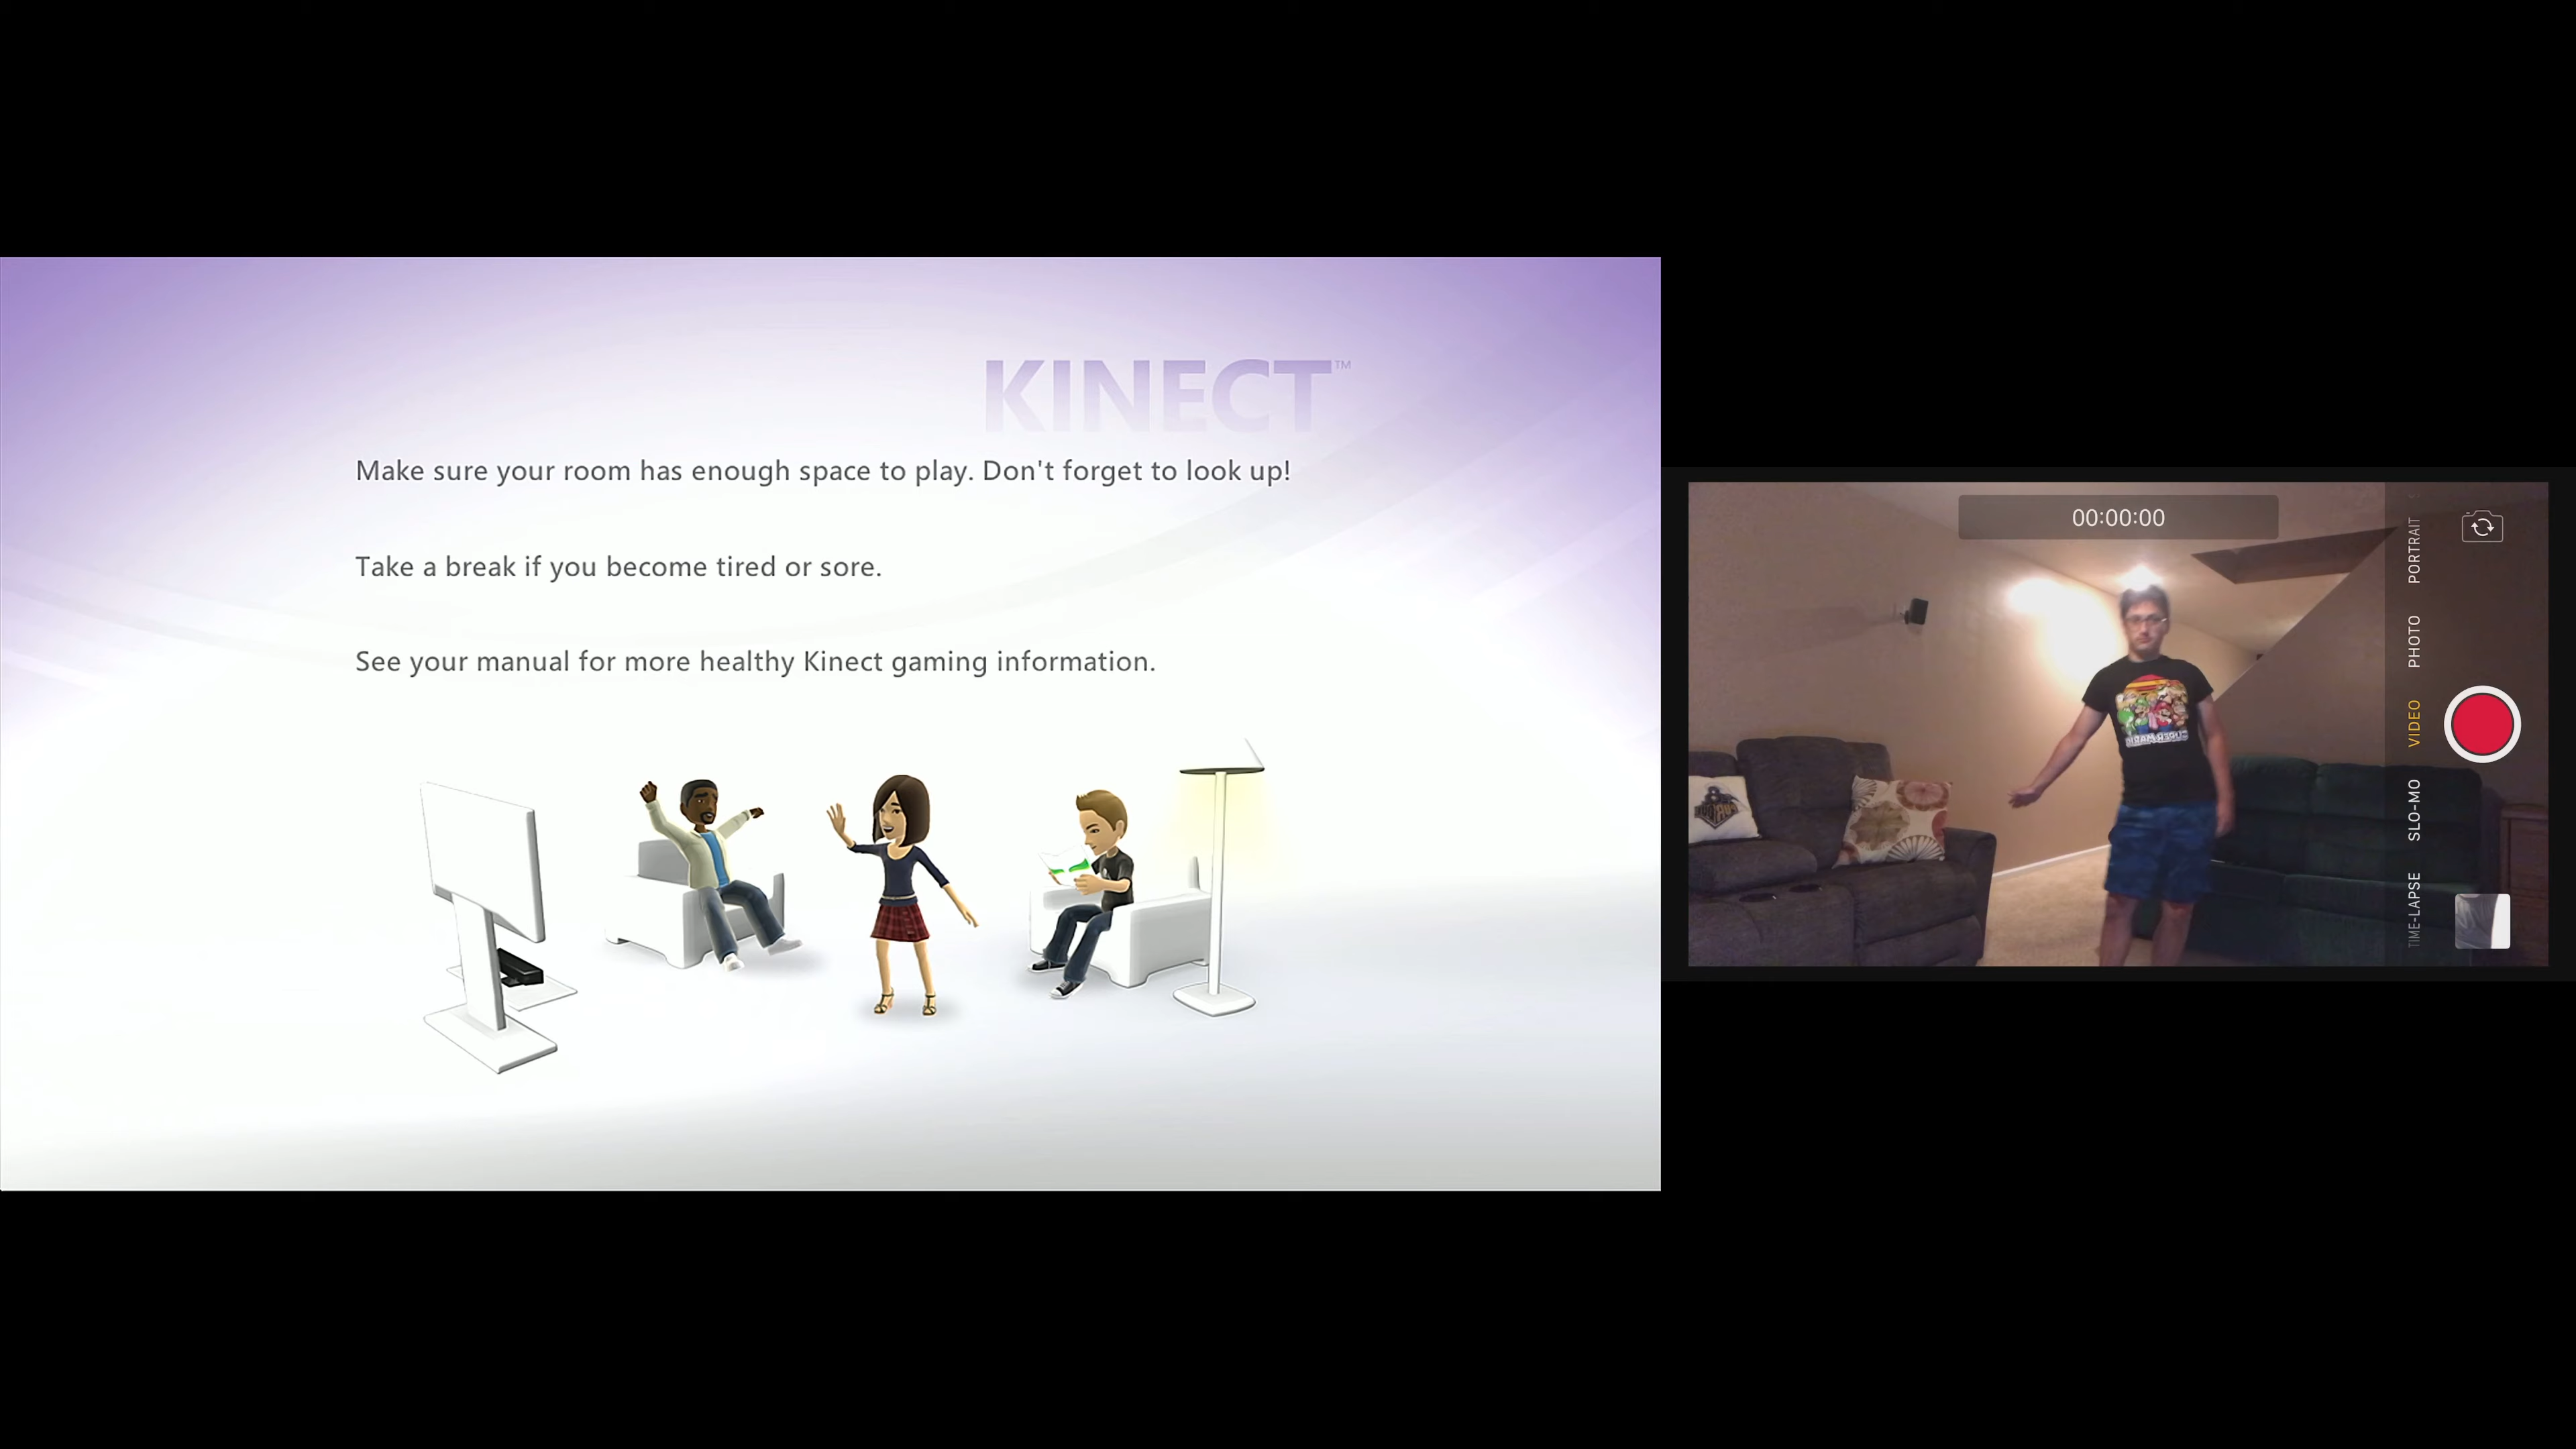 KINECT™
Make sure your room has enough space to play. Don't forget to look up!
Take a break if you become tired or sore.
See your manual for more healthy Kinect gaming information.
00:00:00
PORTRAIT
PHOTO
VIDEO
SLO-MO
TIME-LAPSE